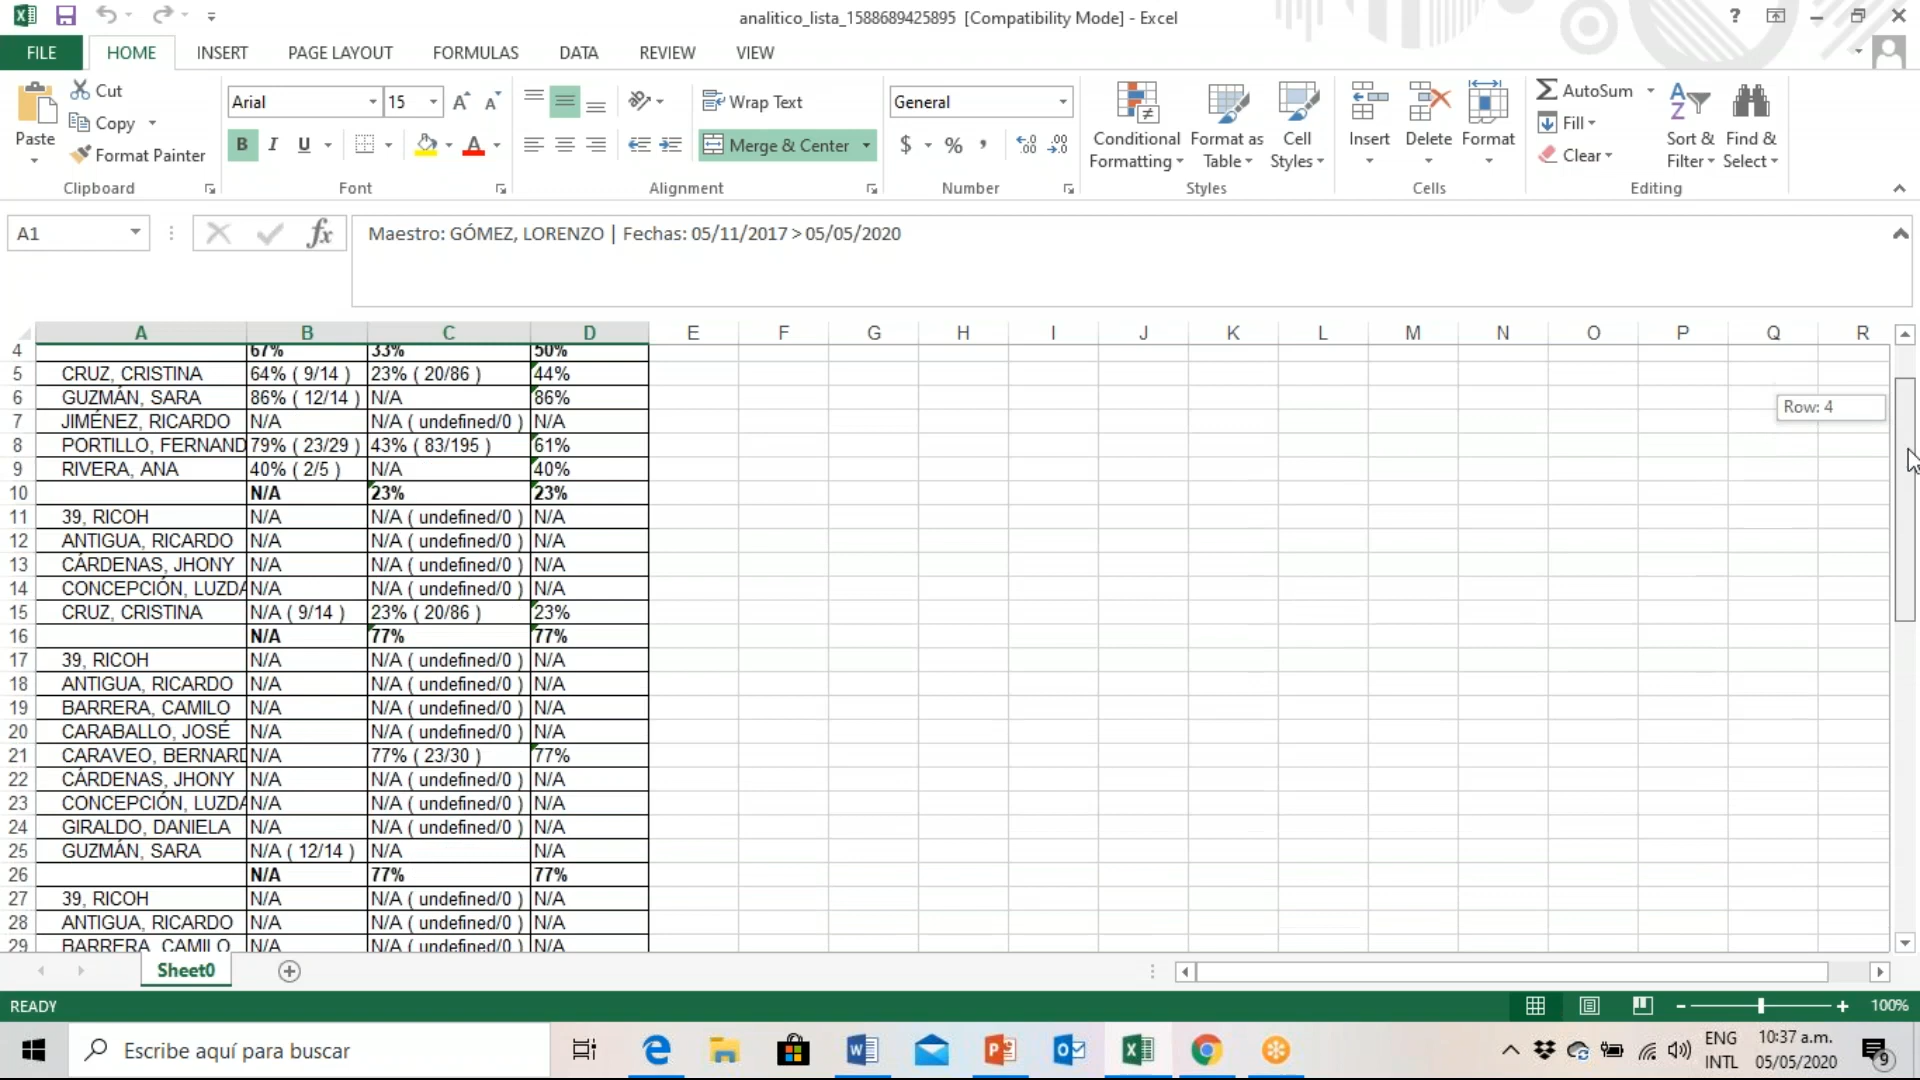 analitico_lista_1588689425895 [Compatibility Mode] - Excel
?
FILE HOME INSERT PAGE LAYOUT FORMULAS DATA REVIEW VIEW
Paste
Cut
Copy
Format Painter
Clipboard
Arial 15
B I U
Font
Wrap Text
Merge & Center
Alignment
General
$ % ,
Number
Conditional Formatting
Format as Table
Cell Styles
Styles
Insert Delete Format
Cells
AutoSum
Fill
Clear
Sort & Filter
Find & Select
Editing
A1 fx Maestro: GÓMEZ, LORENZO | Fechas: 05/11/2017 > 05/05/2020
A B C D E F G H I J K L M N O P Q R
4 67% 33% 50%
5 CRUZ, CRISTINA 64% ( 9/14 ) 23% ( 20/86 ) 44%
6 GUZMÁN, SARA 86% ( 12/14 ) N/A 86%
7 JIMÉNEZ, RICARDO N/A N/A ( undefined/0 ) N/A
8 PORTILLO, FERNAND 79% ( 23/29 ) 43% ( 83/195 ) 61%
9 RIVERA, ANA 40% ( 2/5 ) N/A 40%
10 N/A 23% 23%
11 39, RICOH N/A N/A ( undefined/0 ) N/A
12 ANTIGUA, RICARDO N/A N/A ( undefined/0 ) N/A
13 CÁRDENAS, JHONY N/A N/A ( undefined/0 ) N/A
14 CONCEPCIÓN, LUZDA N/A N/A ( undefined/0 ) N/A
15 CRUZ, CRISTINA N/A ( 9/14 ) 23% ( 20/86 ) 23%
16 N/A 77% 77%
17 39, RICOH N/A N/A ( undefined/0 ) N/A
18 ANTIGUA, RICARDO N/A N/A ( undefined/0 ) N/A
19 BARRERA, CAMILO N/A N/A ( undefined/0 ) N/A
20 CARABALLO, JOSÉ N/A N/A ( undefined/0 ) N/A
21 CARAVEO, BERNARD N/A 77% ( 23/30 ) 77%
22 CÁRDENAS, JHONY N/A N/A ( undefined/0 ) N/A
23 CONCEPCIÓN, LUZDA N/A N/A ( undefined/0 ) N/A
24 GIRALDO, DANIELA N/A N/A ( undefined/0 ) N/A
25 GUZMÁN, SARA N/A ( 12/14 ) N/A N/A
26 N/A 77% 77%
27 39, RICOH N/A N/A ( undefined/0 ) N/A
28 ANTIGUA, RICARDO N/A N/A ( undefined/0 ) N/A
29 BARRERA, CAMILO N/A N/A ( undefined/0 ) N/A
Row: 4
Sheet0
READY 100%
Escribe aquí para buscar
ENG
INTL
10:37 a.m.
05/05/2020
9